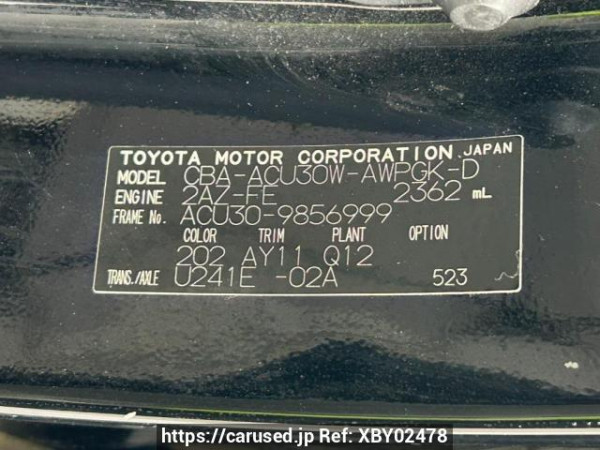 TOYOTA MOTOR CORPORATION JAPAN
MODEL CBA-ACU30W-AWPGK-D
ENGINE 2AZ-FE 2362 mL
FRAME No. ACU30-9856999
COLOR TRIM PLANT OPTION
202 AY11 Q12
TRANS./AXLE U241E -02A 523
https://carused.jp Ref: XBY02478